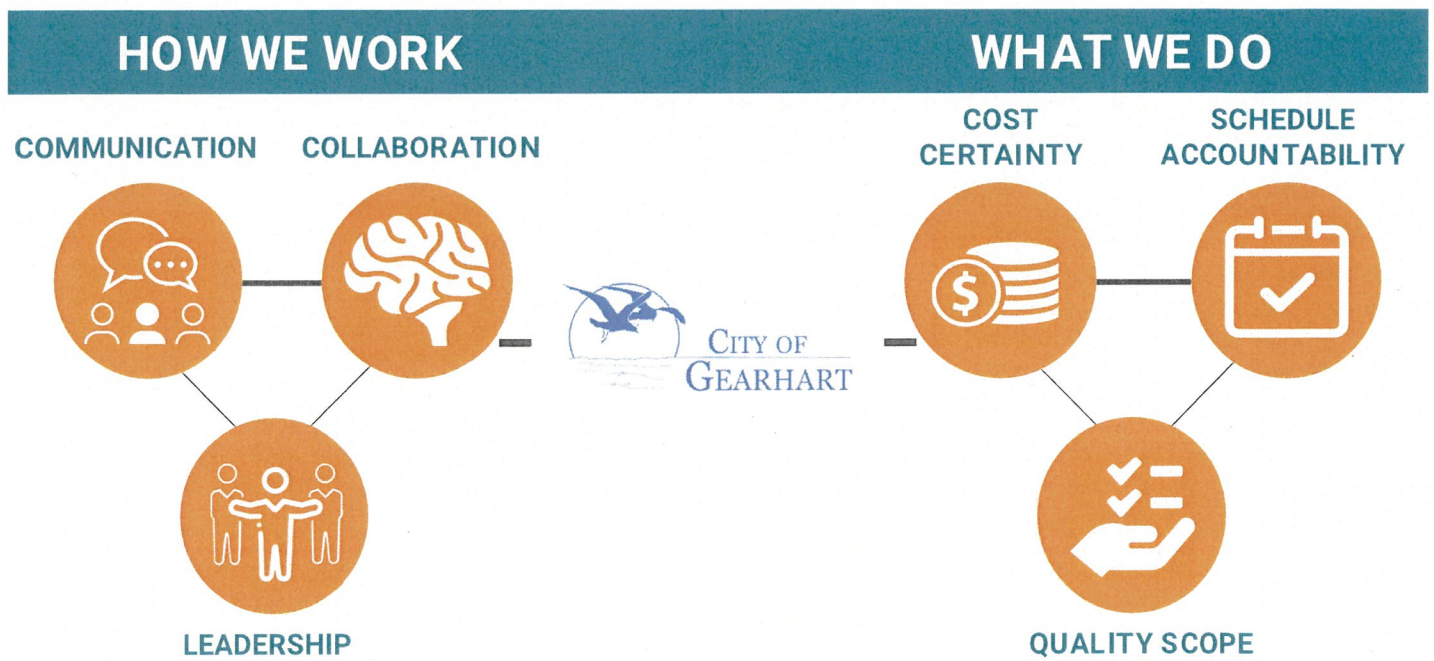 HOW WE WORK
WHAT WE DO
COMMUNICATION
COLLABORATION
COST
CERTAINTY
SCHEDULE
ACCOUNTABILITY
$
CITY OF
GEARHART
LEADERSHIP
QUALITY SCOPE